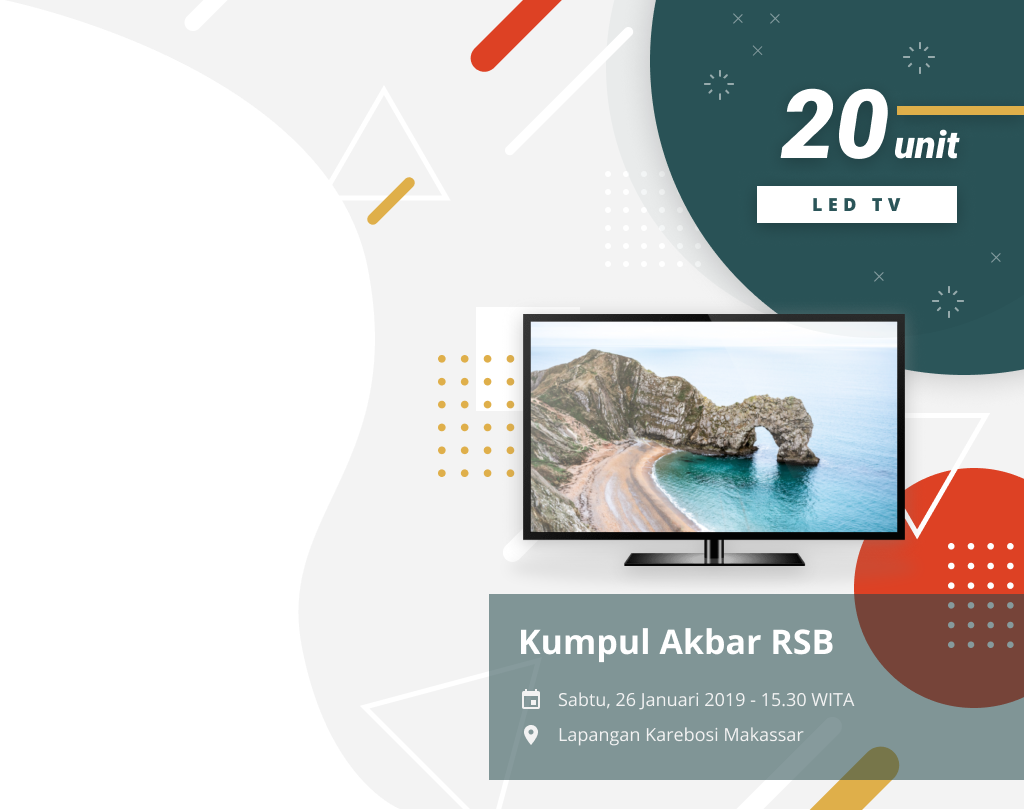 20 unit
LED TV
Kumpul Akbar RSB
Sabtu, 26 Januari 2019 - 15.30 WITA
Lapangan Karebosi Makassar